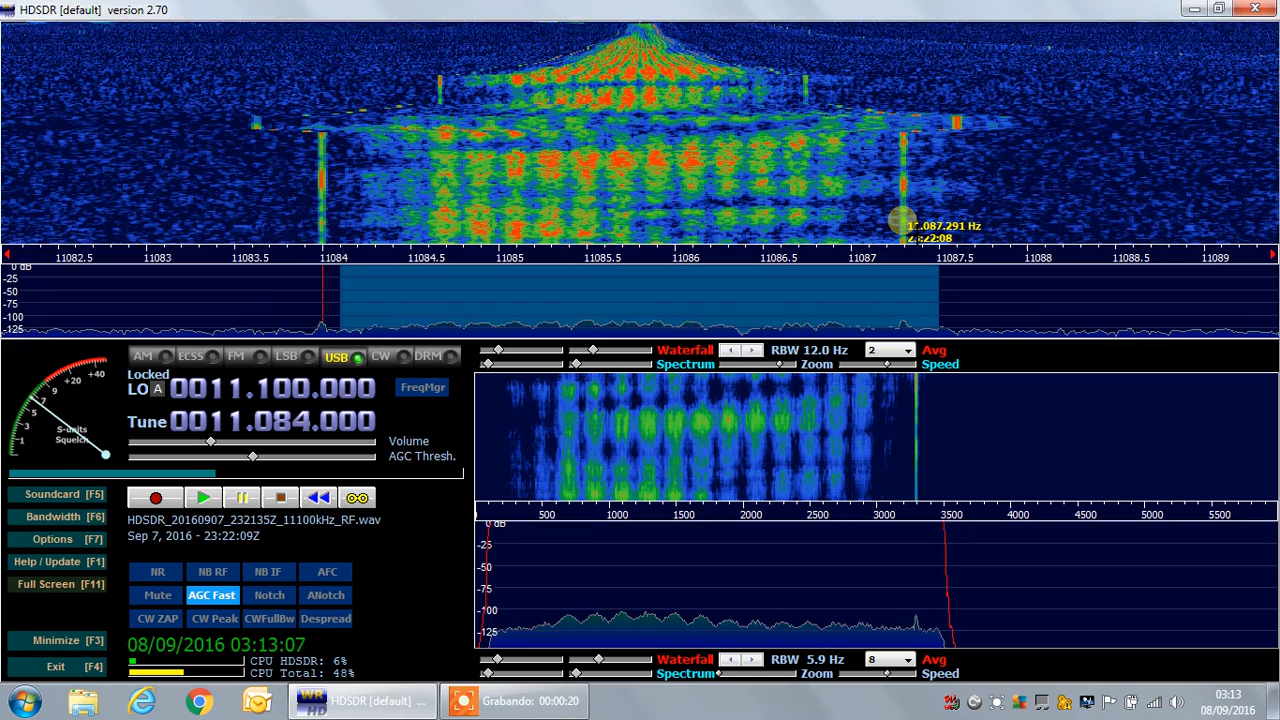 HDSDR [default] version 2.70
11.087.291 Hz
23:22:08
11082.5 11083 11083.5 11084 11084.5 11085 11085.5 11086 11086.5 11087 11087.5 11088 11088.5 11089
0 dB
-25
-50
-75
-100
-125
AM ECSS FM LSB USB CW DRM
Locked
LO A 0011.100.000 FreqMgr
Tune 0011.084.000
Volume
AGC Thresh.
+40
+20
9
7
5
3
1
S-units
Squelch
Waterfall RBW 12.0 Hz 2 Avg
Spectrum Zoom Speed
Soundcard [F5]
Bandwidth [F6]
Options [F7]
Help / Update [F1]
Full Screen [F11]
Minimize [F3]
Exit [F4]
HDSDR_20160907_232135Z_11100kHz_RF.wav
Sep 7, 2016 - 23:22:09Z
NR NB RF NB IF AFC
Mute AGC Fast Notch ANotch
CW ZAP CW Peak CWFullBw Despread
08/09/2016 03:13:07
CPU HDSDR: 6%
CPU Total: 48%
500 1000 1500 2000 2500 3000 3500 4000 4500 5000 5500
0 dB
-25
-50
-75
-100
-125
Waterfall RBW 5.9 Hz 8 Avg
Spectrum Zoom Speed
WR HD HDSDR [default] ...
Grabando: 00:00:20
03:13
08/09/2016